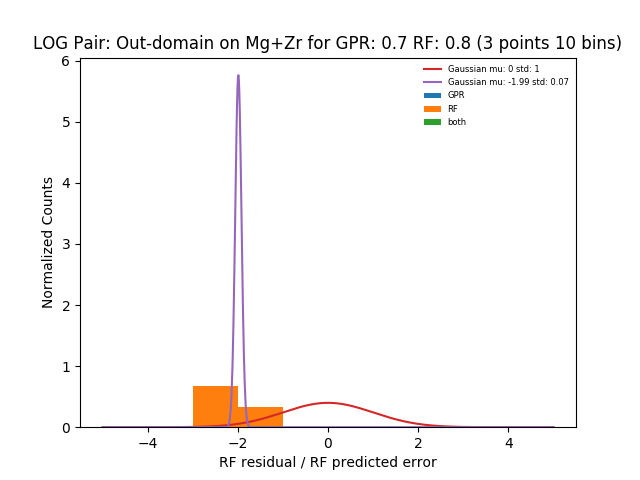 LOG Pair: Out-domain on Mg+Zr for GPR: 0.7 RF: 0.8 (3 points 10 bins)
Gaussian mu: 0 std: 1
Gaussian mu: -1.99 std: 0.07
GPR
RF
both
Normalized Counts
6
5
4
3
2
1
0
−4 −2 0 2 4
RF residual / RF predicted error